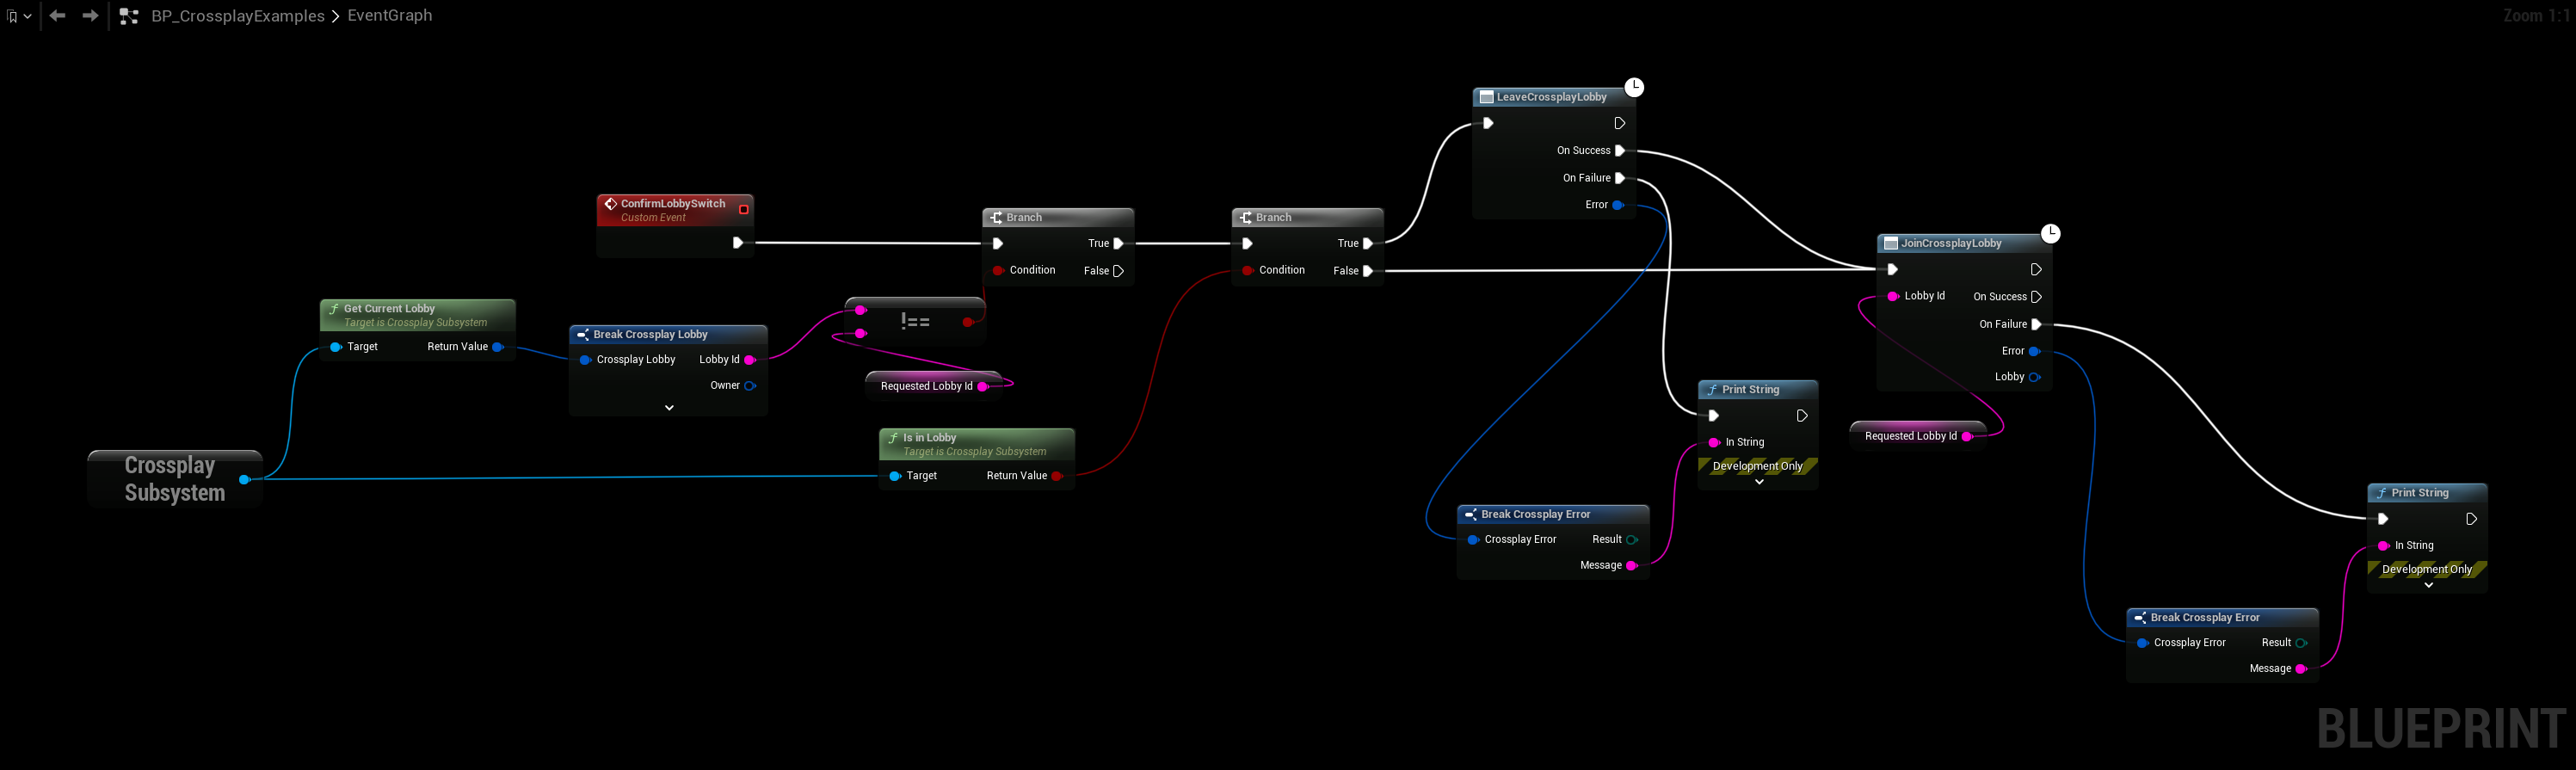 BP_CrossplayExamples > EventGraph
Zoom 1:1
LeaveCrossplayLobby
On Success
On Failure
Error
ConfirmLobbySwitch
Custom Event
Branch
True
Condition
False
Branch
True
Condition
False
JoinCrossplayLobby
Lobby Id
On Success
On Failure
Error
Lobby
Get Current Lobby
Target is Crossplay Subsystem
Target
Return Value
Break Crossplay Lobby
Crossplay Lobby
Lobby Id
Owner
!==
Requested Lobby Id
Is in Lobby
Target is Crossplay Subsystem
Target
Return Value
Crossplay
Subsystem
Print String
In String
Development Only
Requested Lobby Id
Break Crossplay Error
Crossplay Error
Result
Message
Print String
In String
Development Only
Break Crossplay Error
Crossplay Error
Result
Message
BLUEPRINT